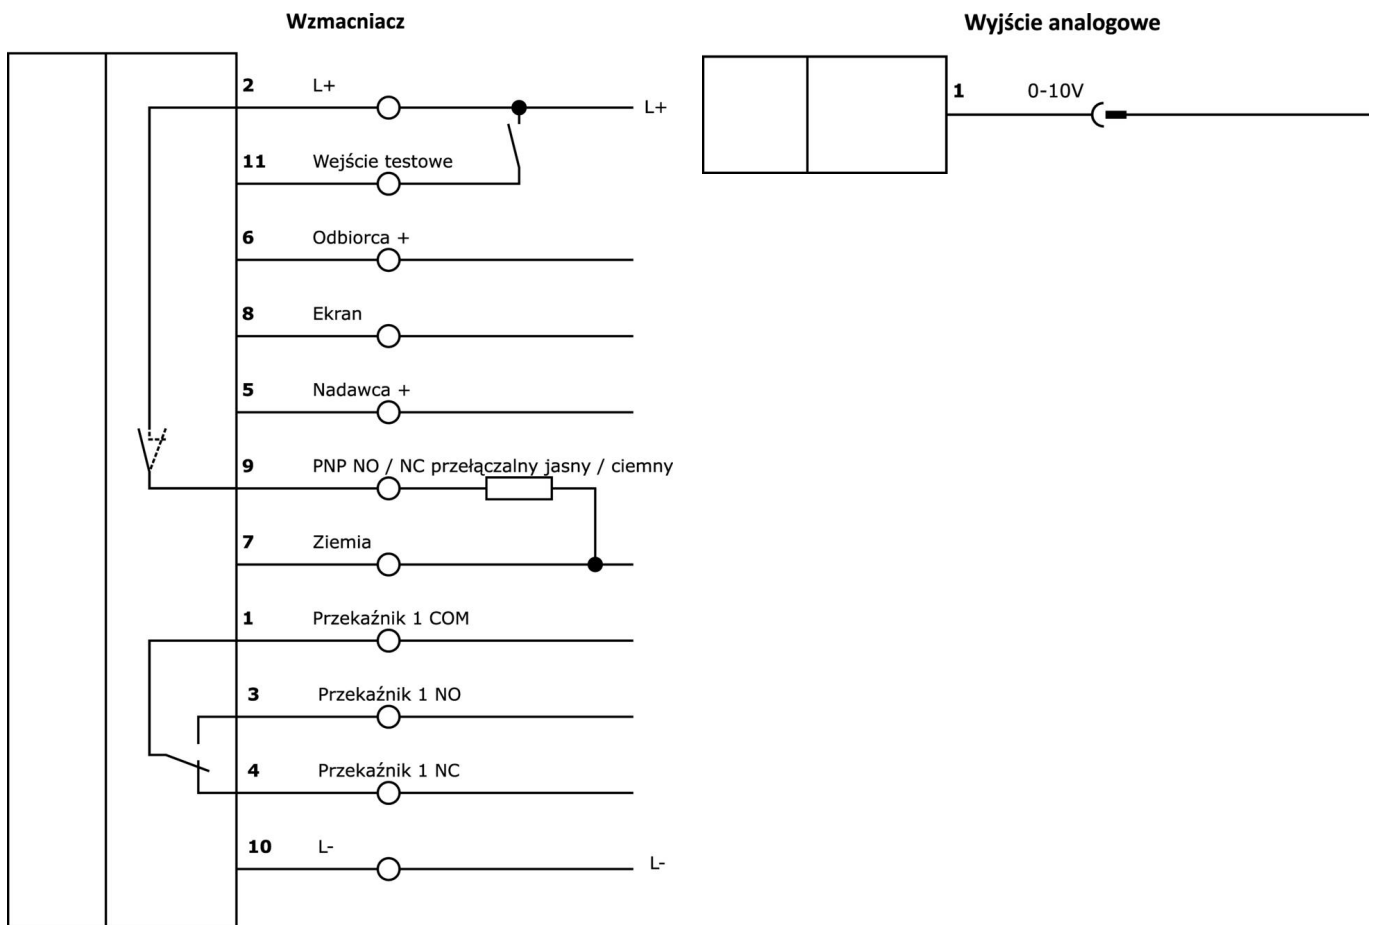 Wzmacniacz
2 L+
L+
11 Wejście testowe
6 Odbiorca +
8 Ekran
5 Nadawca +
9 PNP NO / NC przełączalny jasny / ciemny
7 Ziemia
1 Przekaźnik 1 COM
3 Przekaźnik 1 NO
4 Przekaźnik 1 NC
10 L-
L-
Wyjście analogowe
1 0-10V